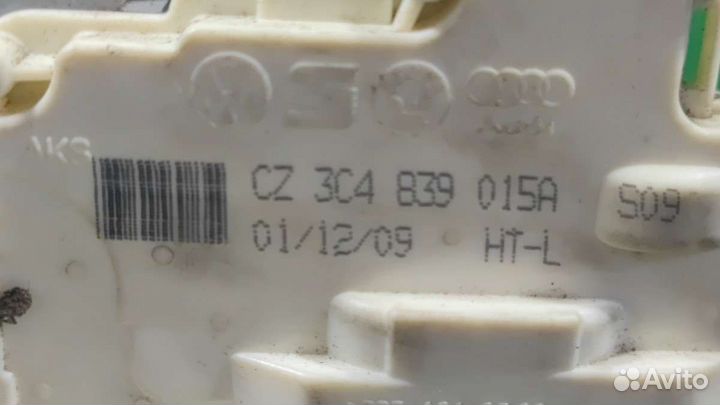 Audi
CZ 3C4 839 015A S09
01/12/09 HT-L
Avito